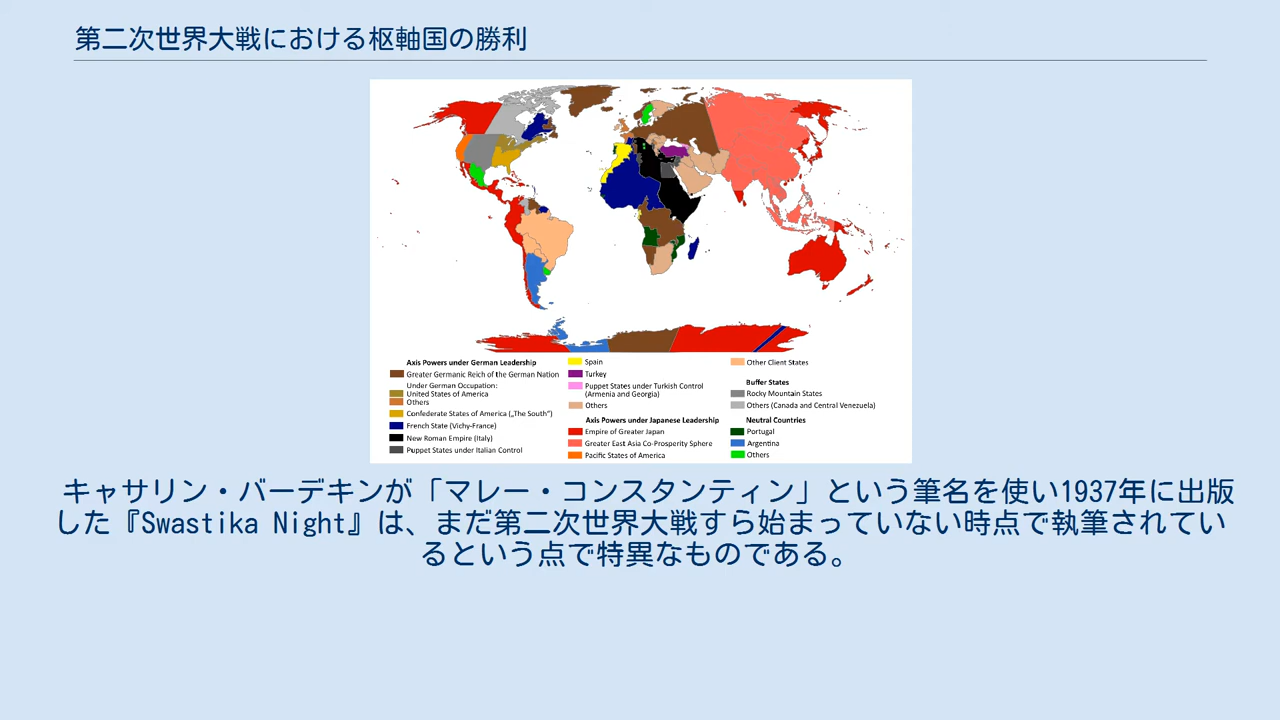 第二次世界大戦における枢軸国の勝利
Axis Powers under German Leadership
Greater Germanic Reich of the German Nation
Under German Occupation:
United States of America
Others
Confederate States of America („The South“)
French State (Vichy-France)
New Roman Empire (Italy)
Puppet States under Italian Control
Spain
Turkey
Puppet States under Turkish Control
(Armenia and Georgia)
Others
Axis Powers under Japanese Leadership
Empire of Greater Japan
Greater East Asia Co-Prosperity Sphere
Pacific States of America
Other Client States
Buffer States
Rocky Mountain States
Others (Canada and Central Venezuela)
Neutral Countries
Portugal
Argentina
Others
キャサリン・バーデキンが「マレー・コンスタンティン」という筆名を使い1937年に出版
した『Swastika Night』は、まだ第二次世界大戦すら始まっていない時点で執筆されてい
るという点で特異なものである。